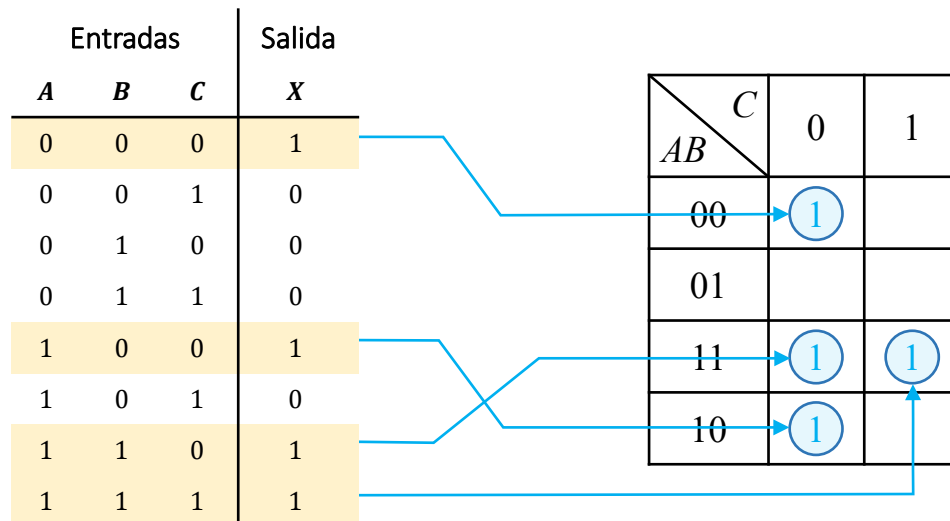 Entradas Salida
A B C X
0 0 0 1
0 0 1 0
0 1 0 0
0 1 1 0
1 0 0 1
1 0 1 0
1 1 0 1
1 1 1 1
C
AB
0 1
00 1
01
11 1 1
10 1